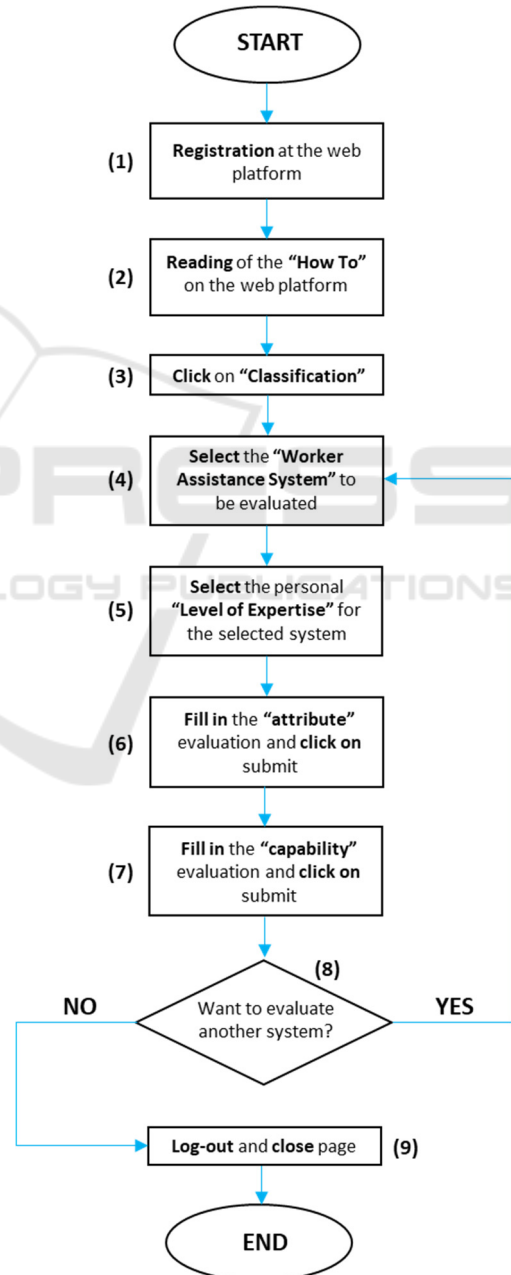 START
(1)
Registration at the web
platform
(2)
Reading of the “How To”
on the web platform
(3)
Click on “Classification”
(4)
Select the “Worker
Assistance System” to
be evaluated
(5)
Select the personal
“Level of Expertise” for
the selected system
(6)
Fill in the “attribute”
evaluation and click on
submit
(7)
Fill in the “capability”
evaluation and click on
submit
(8)
Want to evaluate
another system?
NO
YES
Log-out and close page
(9)
END